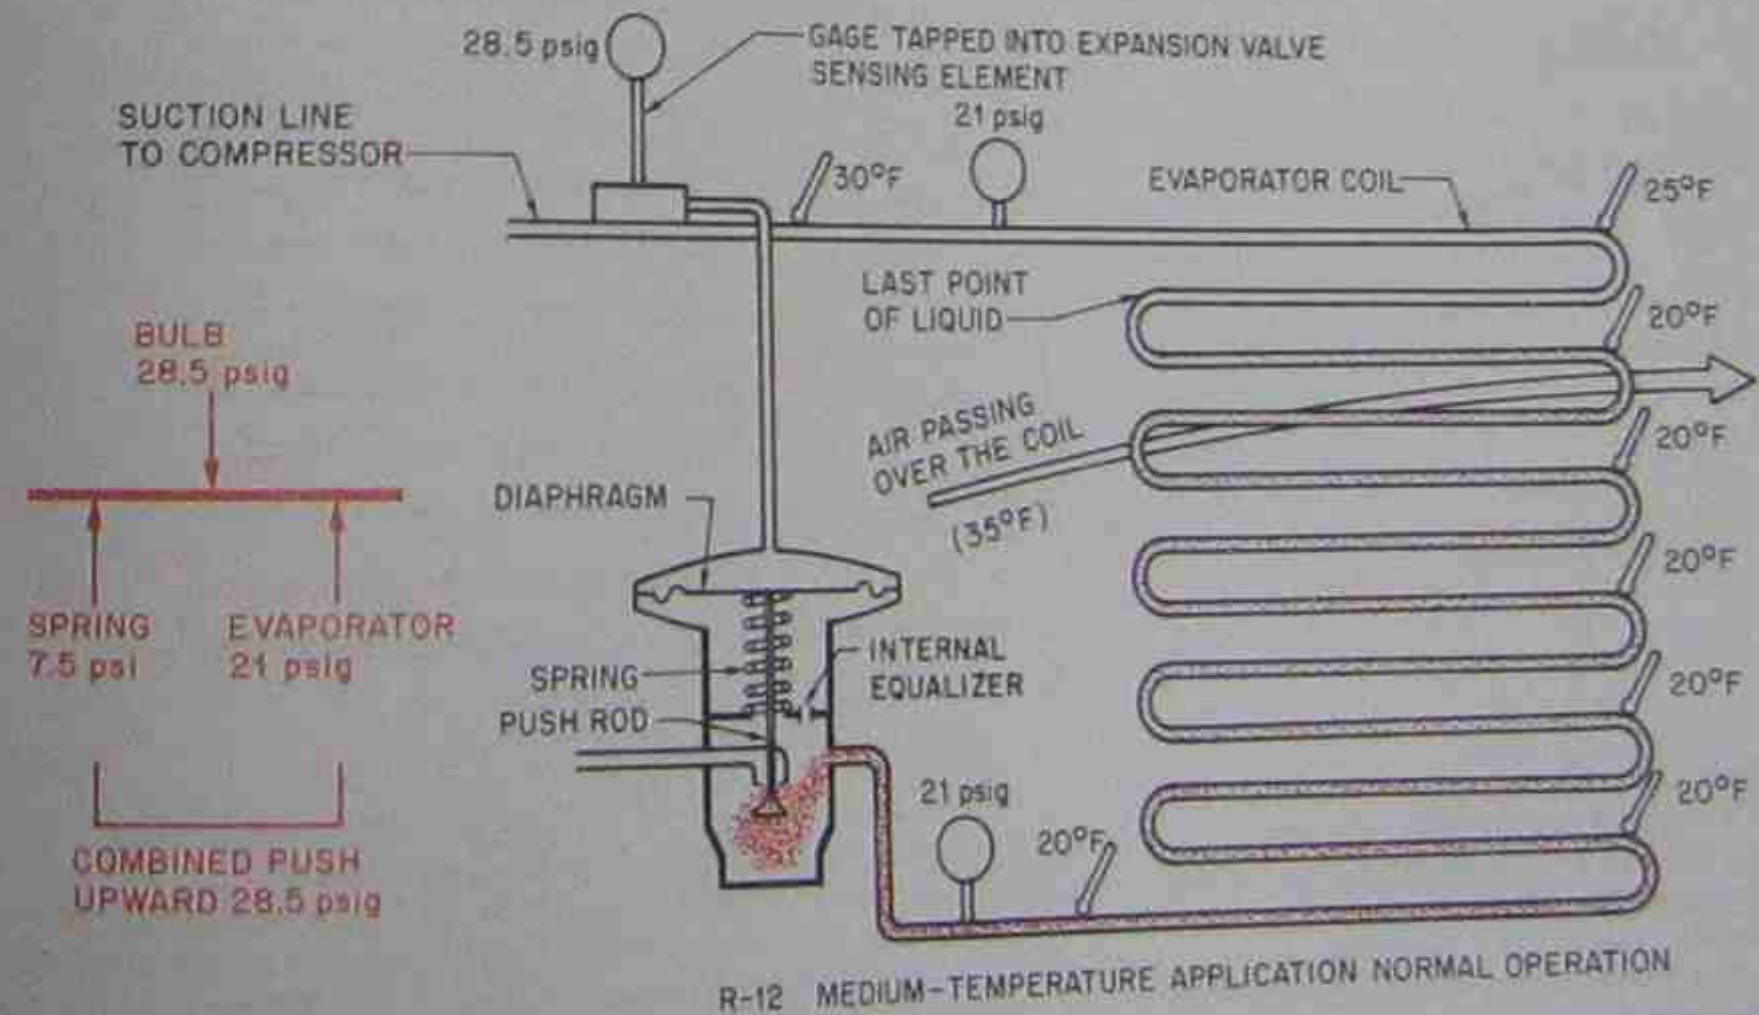 28.5 psig
GAGE TAPPED INTO EXPANSION VALVE
SENSING ELEMENT
21 psig
SUCTION LINE
TO COMPRESSOR
30°F
EVAPORATOR COIL
25°F
LAST POINT
OF LIQUID
20°F
BULB
28.5 psig
AIR PASSING
OVER THE COIL
(35°F)
20°F
DIAPHRAGM
20°F
SPRING
7.5 psi
EVAPORATOR
21 psig
SPRING
INTERNAL
EQUALIZER
20°F
PUSH ROD
21 psig
20°F
20°F
COMBINED PUSH
UPWARD 28.5 psig
R-12 MEDIUM-TEMPERATURE APPLICATION NORMAL OPERATION